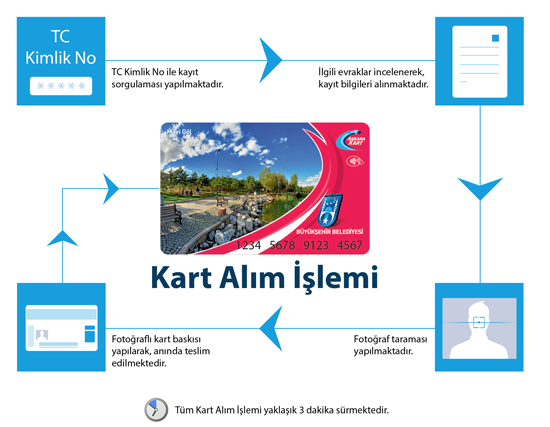 TC
Kimlik No
*****
TC Kimlik No ile kayıt
sorgulaması yapılmaktadır.
İlgili evraklar incelenerek,
kayıt bilgileri alınmaktadır.
Mavi Göl
ANKARA
KART
BÜYÜKŞEHİR BELEDİYESİ
1234 5678 9123 4567
Kart Alım İşlemi
Fotoğraflı kart baskısı
yapılarak, anında teslim
edilmektedir.
Fotoğraf taraması
yapılmaktadır.
Tüm Kart Alım İşlemi yaklaşık 3 dakika sürmektedir.